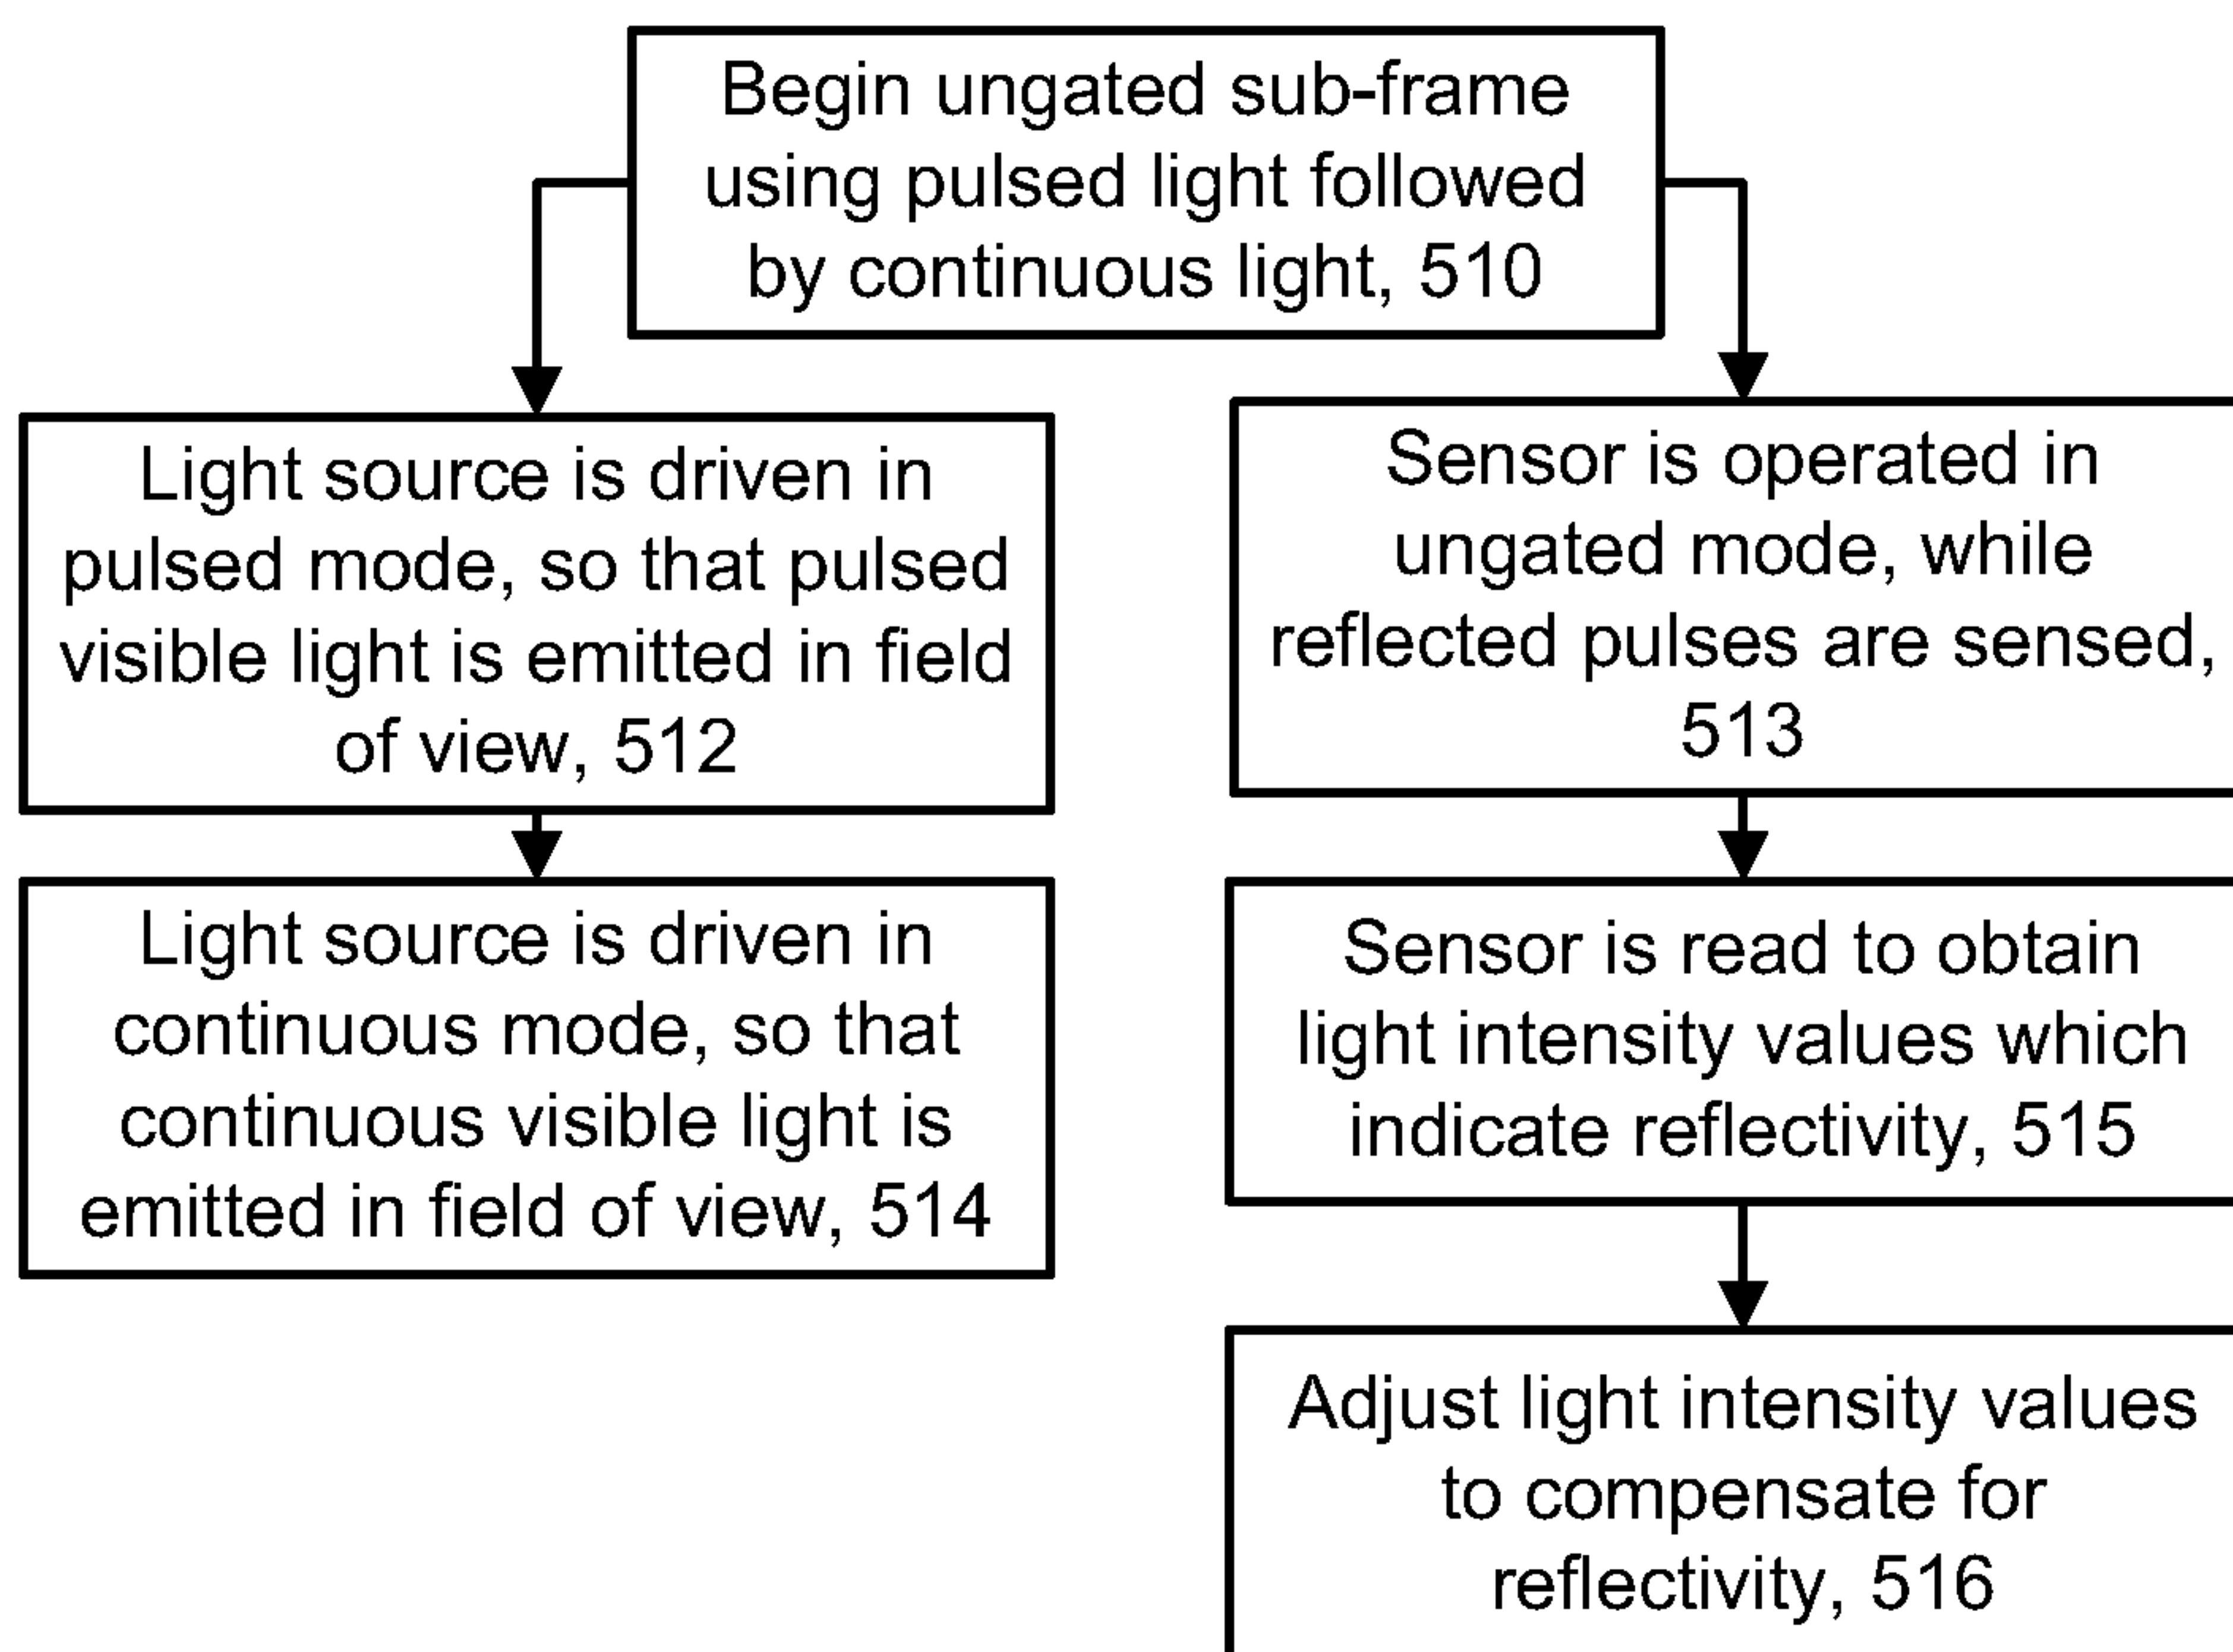 Begin ungated sub-frame
using pulsed light followed
by continuous light, 510
Light source is driven in
pulsed mode, so that pulsed
visible light is emitted in field
of view, 512
Sensor is operated in
ungated mode, while
reflected pulses are sensed,
513
Light source is driven in
continuous mode, so that
continuous visible light is
emitted in field of view, 514
Sensor is read to obtain
light intensity values which
indicate reflectivity, 515
Adjust light intensity values
to compensate for
reflectivity, 516